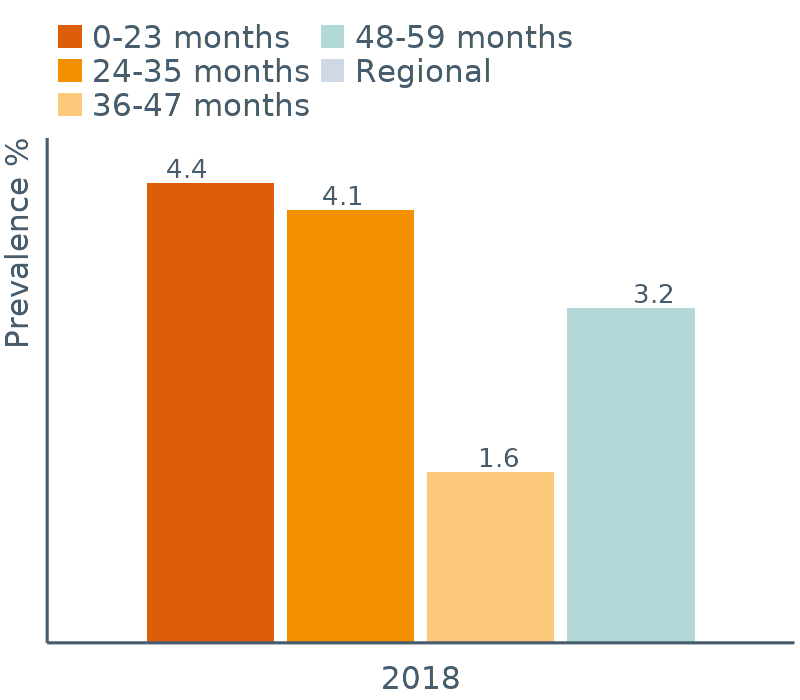 0-23 months
24-35 months
36-47 months
48-59 months
Regional
Prevalence %
4.4
4.1
1.6
3.2
2018